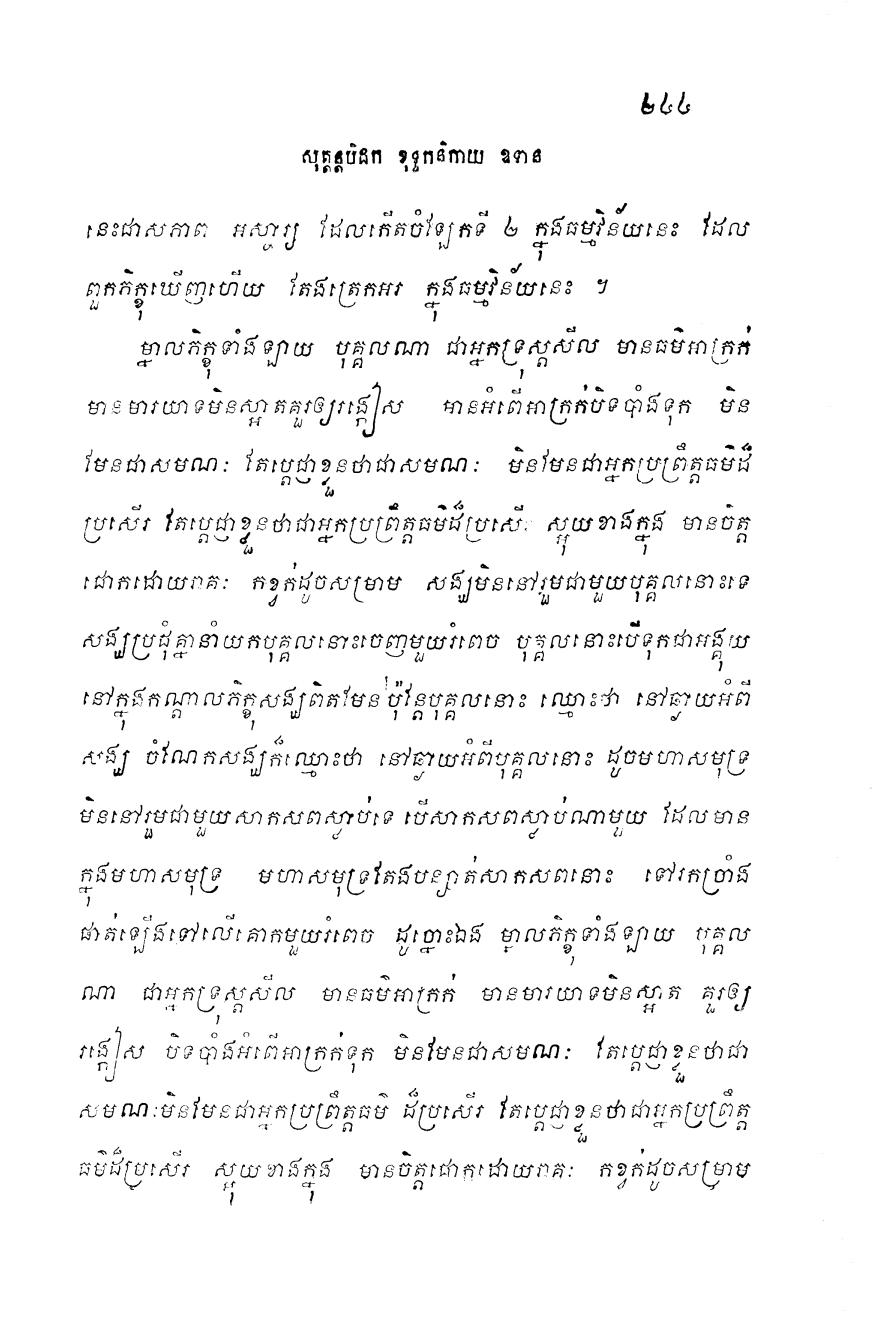 ២៤៤
សុត្តន្តបិដក ខុទ្ទកនិកាយ ឧទាន
នេះជាសភាព អស្ចារ្យ ដែលកើតចំឡែកទី ៤ ក្នុងធម្មវិន័យនេះ ដែល
ពួកភិក្ខុឃើញហើយ តែងត្រេកអរ ក្នុងធម្មវិន័យនេះ ។
ម្នាលភិក្ខុទាំងឡាយ បុគ្គលណា ជាអ្នកទ្រុស្តសីល មានធម៌អាក្រក់
មានមារយាទមិនស្អាតគួរឲ្យរង្កៀស មានអំពើអាក្រក់បិទបាំងទុក មិន
មែនជាសមណៈ តែប្តេជ្ញាខ្លួនថាជាសមណៈ មិនមែនជាអ្នកប្រព្រឹត្តធម៌ដ៏
ប្រសើរ តែប្តេជ្ញាខ្លួនថាជាអ្នកប្រព្រឹត្តធម៌ដ៏ប្រសើរ ស្អុយខាងក្នុង មានចិត្ត
ជោកដោយរាគៈ កខ្វក់ដូចសម្រាម សង្ឃមិននៅរួមជាមួយបុគ្គលនោះទេ
សង្ឃប្រជុំគ្នានាំយកបុគ្គលនោះចេញមួយរំពេច បុគ្គលនោះបើទុកជាអង្គុយ
នៅក្នុងកណ្តាលភិក្ខុសង្ឃពិតមែន ប៉ុន្តែបុគ្គលនោះ ឈ្មោះថា នៅឆ្ងាយអំពី
សង្ឃ ចំណែកសង្ឃក៏ឈ្មោះថា នៅឆ្ងាយអំពីបុគ្គលនោះ ដូចមហាសមុទ្រ
មិននៅរួមជាមួយសាកសពស្លាប់ទេ បើសាកសពស្លាប់ណាមួយ ដែលមាន
ក្នុងមហាសមុទ្រ មហាសមុទ្រតែងបន្សាត់សាកសពនោះ ទៅរកច្រាំង
ផាត់ឡើងទៅលើគោកមួយរំពេច ដូច្នោះឯង ម្នាលភិក្ខុទាំងឡាយ បុគ្គល
ណា ជាអ្នកទ្រុស្តសីល មានធម៌អាក្រក់ មានមារយាទមិនស្អាត គួរឲ្យ
រង្កៀស បិទបាំងអំពើអាក្រក់ទុក មិនមែនជាសមណៈ តែប្តេជ្ញាខ្លួនថាជា
សមណៈមិនមែនជាអ្នកប្រព្រឹត្តធម៌ ដ៏ប្រសើរ តែប្តេជ្ញាខ្លួនថាជាអ្នកប្រព្រឹត្ត
ធម៌ដ៏ប្រសើរ ស្អុយខាងក្នុង មានចិត្តជោកដោយរាគៈ កខ្វក់ដូចសម្រាម